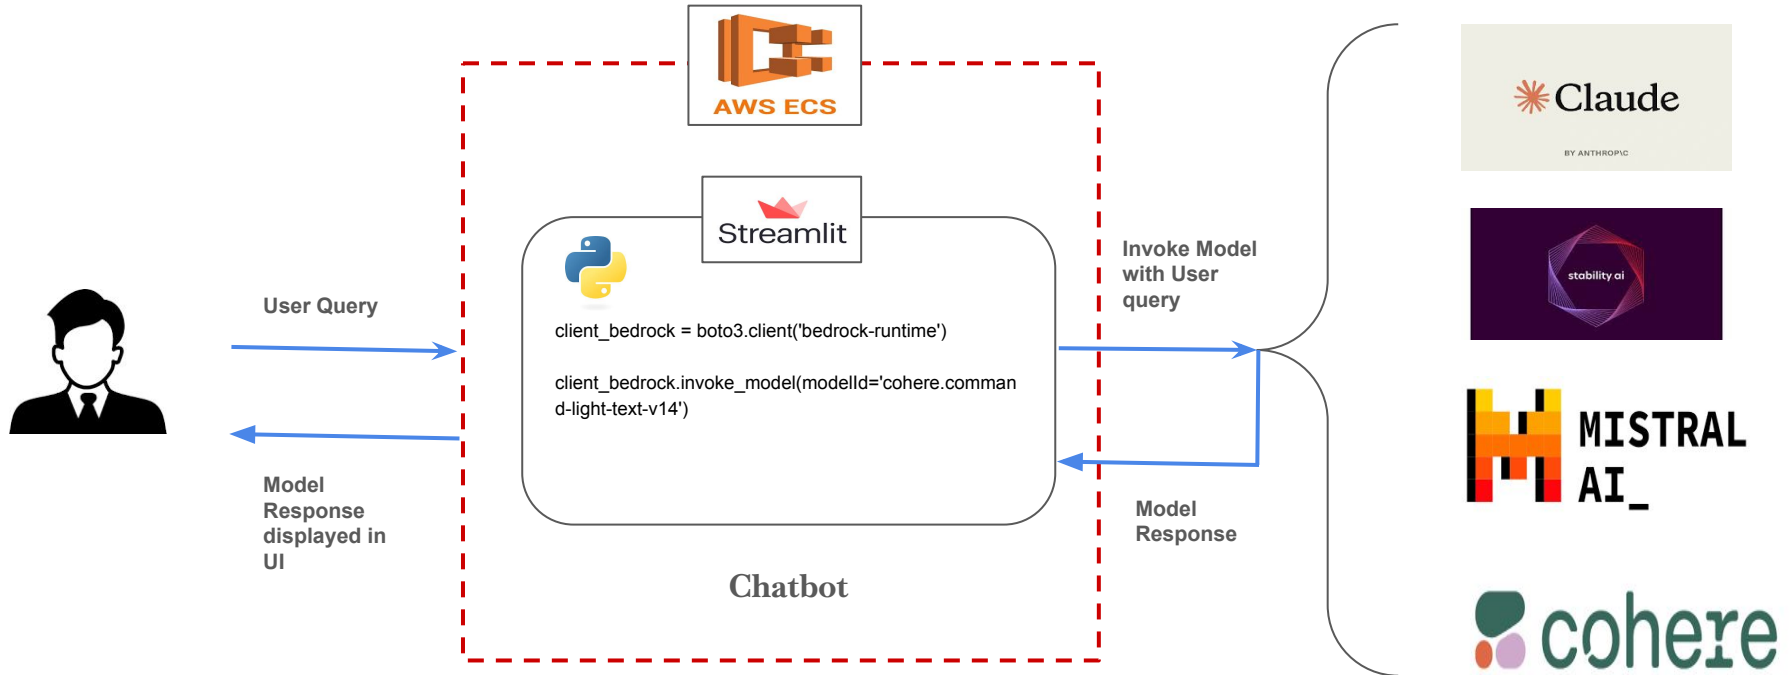 AWS ECS
Streamlit
client_bedrock = boto3.client('bedrock-runtime')
client_bedrock.invoke_model(modelId='cohere.comman
d-light-text-v14')
Chatbot
User Query
Model
Response
displayed in
UI
Invoke Model
with User
query
Model
Response
Claude
BY ANTHROP\C
stability ai
MISTRAL
AI_
cohere